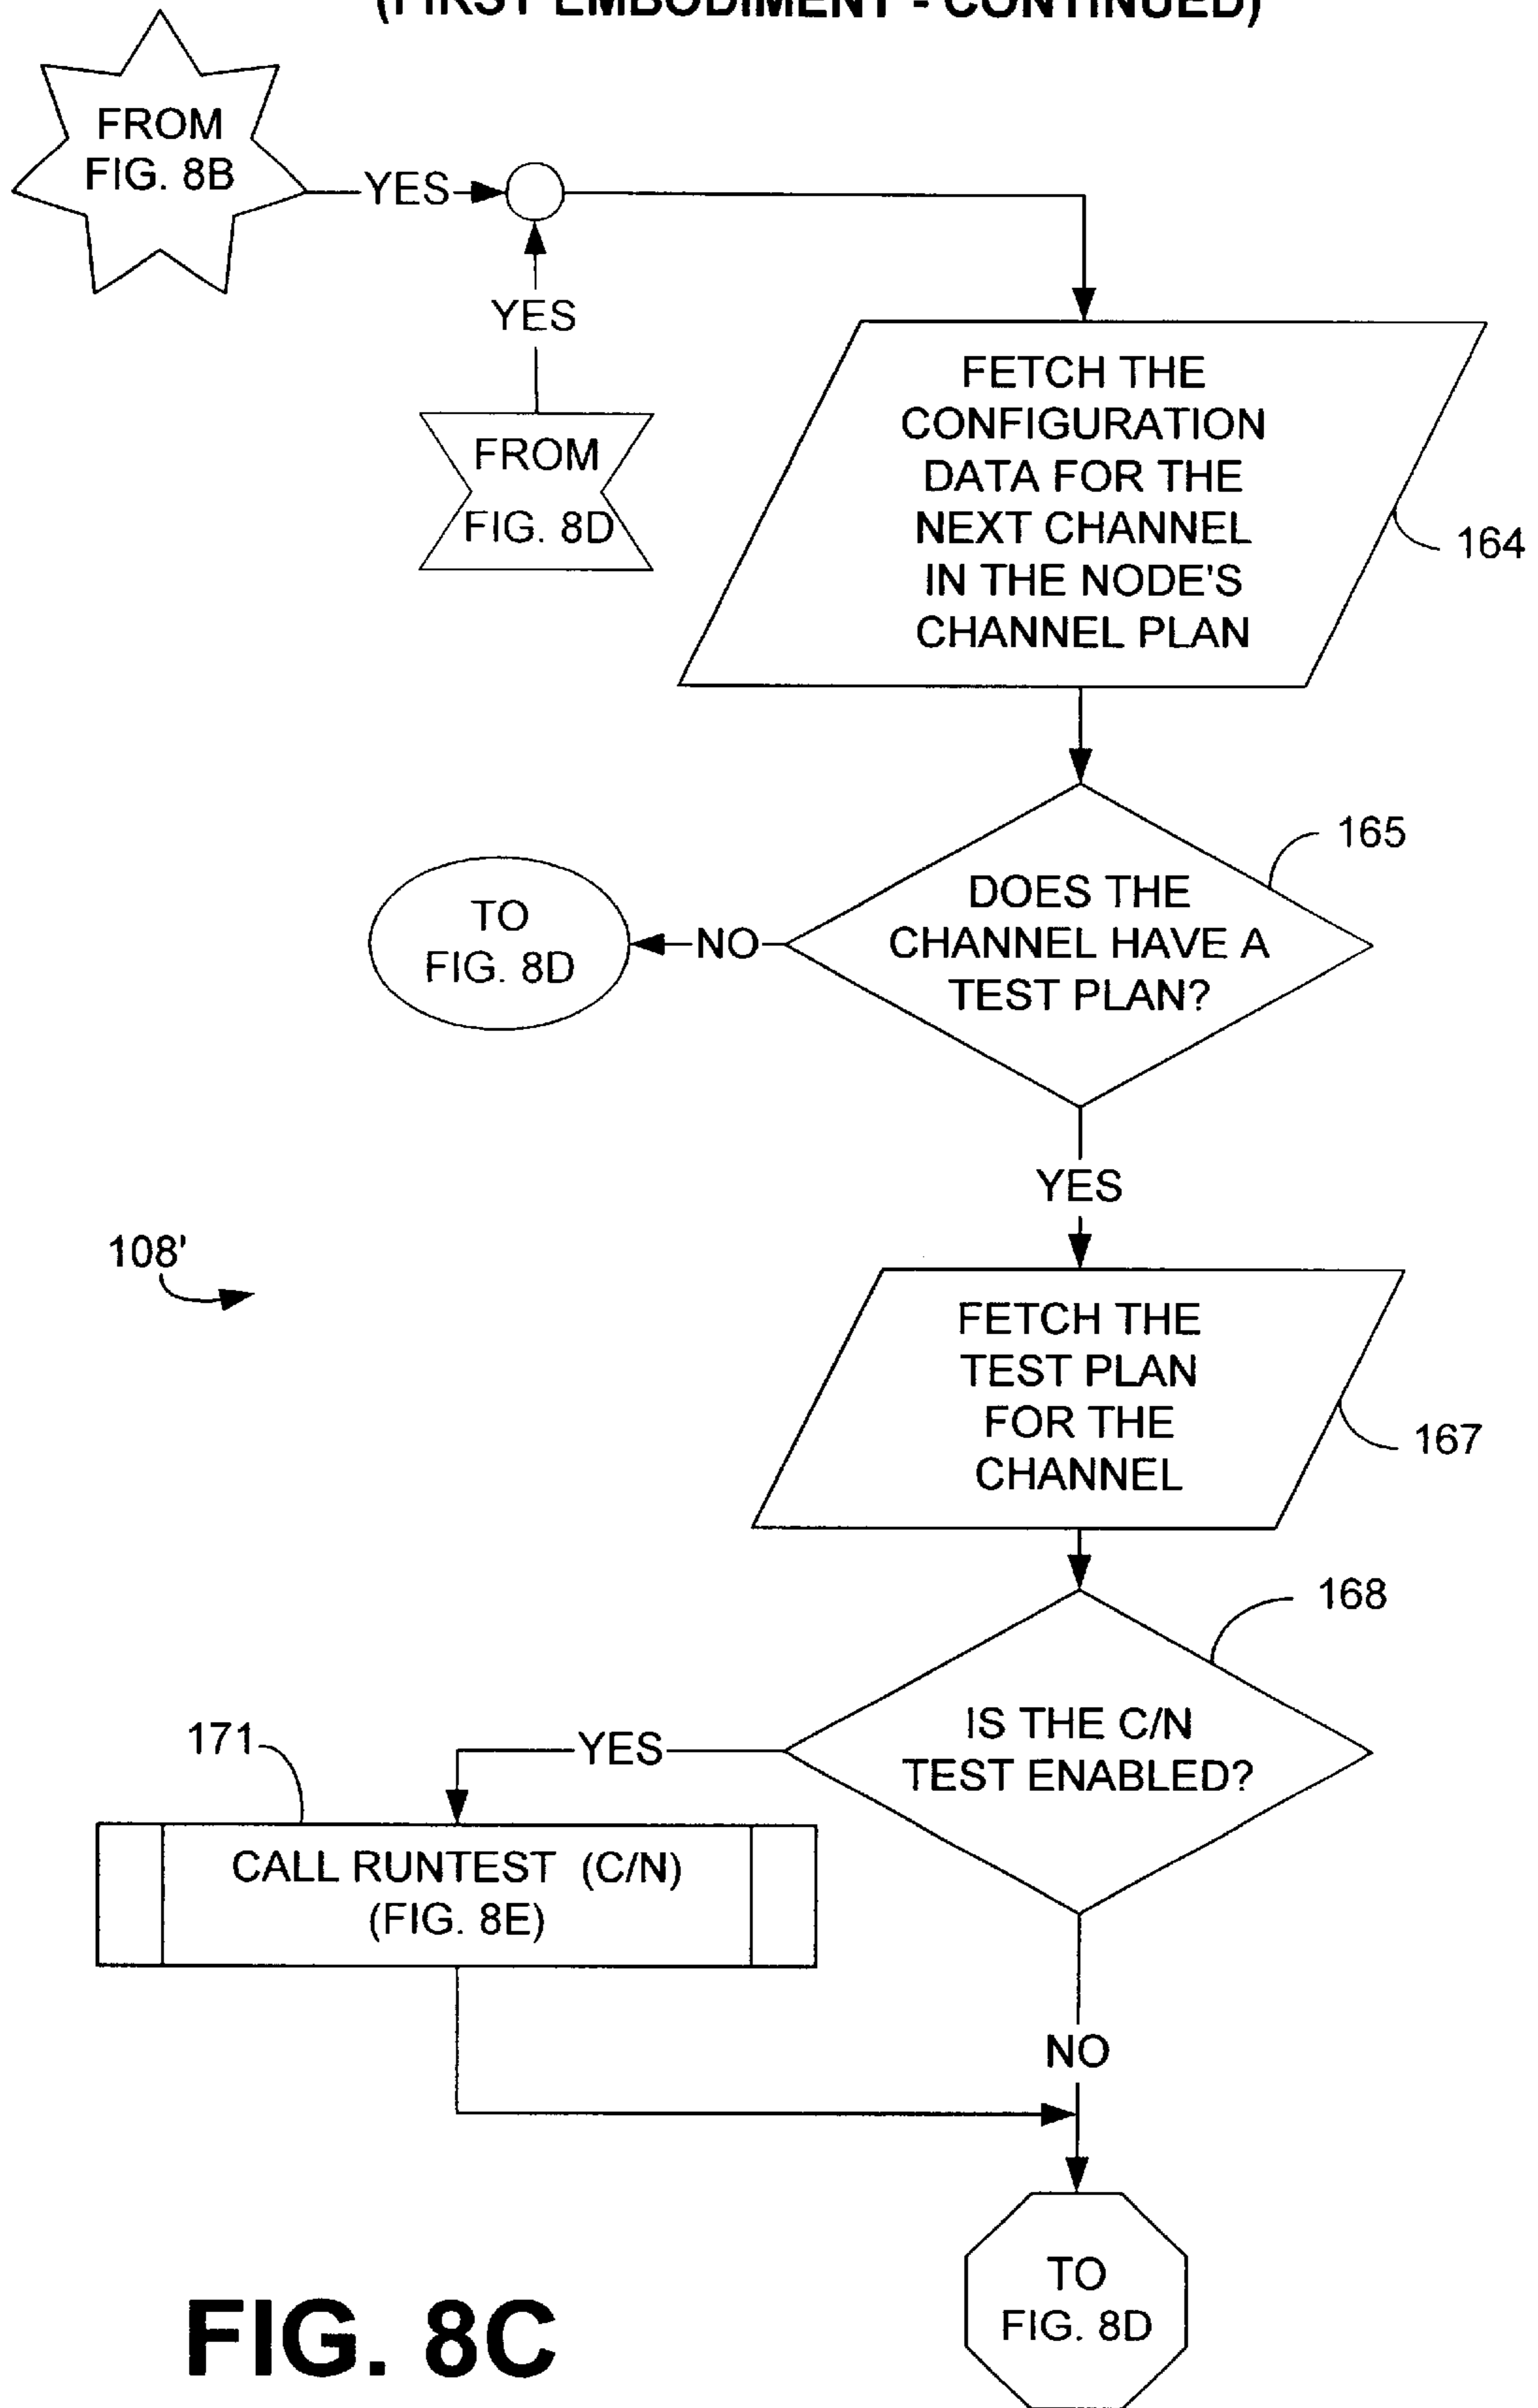 (FIRST EMBODIMENT - CONTINUED)
FROM
FIG. 8B
YES
YES
FROM
FIG. 8D
FETCH THE
CONFIGURATION
DATA FOR THE
NEXT CHANNEL
IN THE NODE'S
CHANNEL PLAN
164
165
DOES THE
CHANNEL HAVE A
TEST PLAN?
NO
TO
FIG. 8D
YES
108'
FETCH THE
TEST PLAN
FOR THE
CHANNEL
167
168
IS THE C/N
TEST ENABLED?
YES
171
CALL RUNTEST (C/N)
(FIG. 8E)
NO
TO
FIG. 8D
FIG. 8C